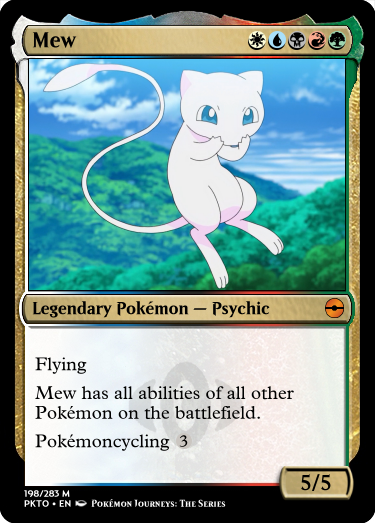 Mew
Legendary Pokémon — Psychic
Flying
Mew has all abilities of all other
Pokémon on the battlefield.
Pokémoncycling 3
5/5
198/283 M
PKTO • EN Pokémon Journeys: The Series